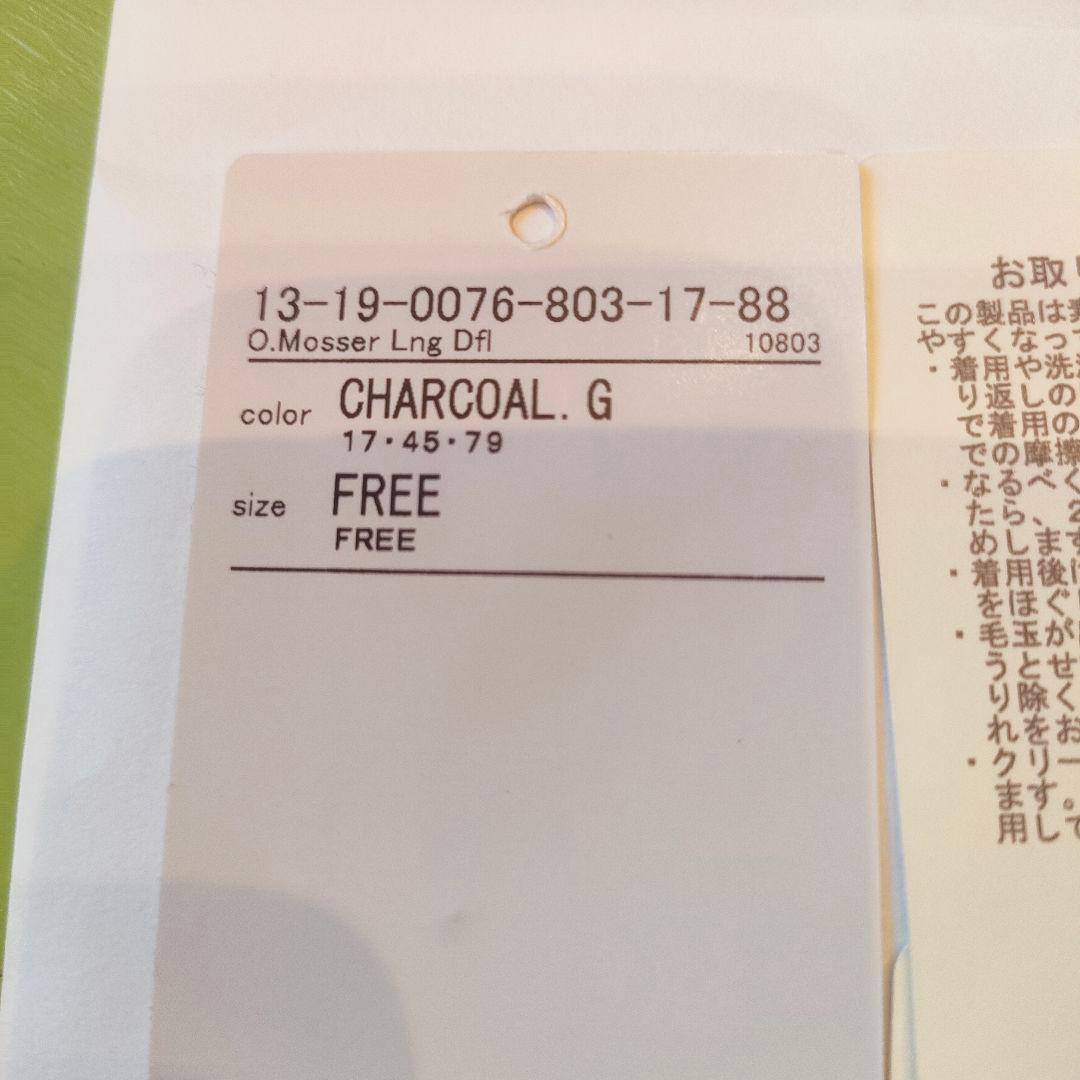 13-19-0076-803-17-88
O.Mosser Lng Dfl 10803
color CHARCOAL. G
17・45・79
size FREE
FREE
お取
この製品は
やすくなって
・着用や洗
り返しの
で着用の
での摩擦
・なるべく
ため
めします
・着用後
をほぐ
・毛玉が
うとせ
り除く
れをお
・クリー
ます。
用して